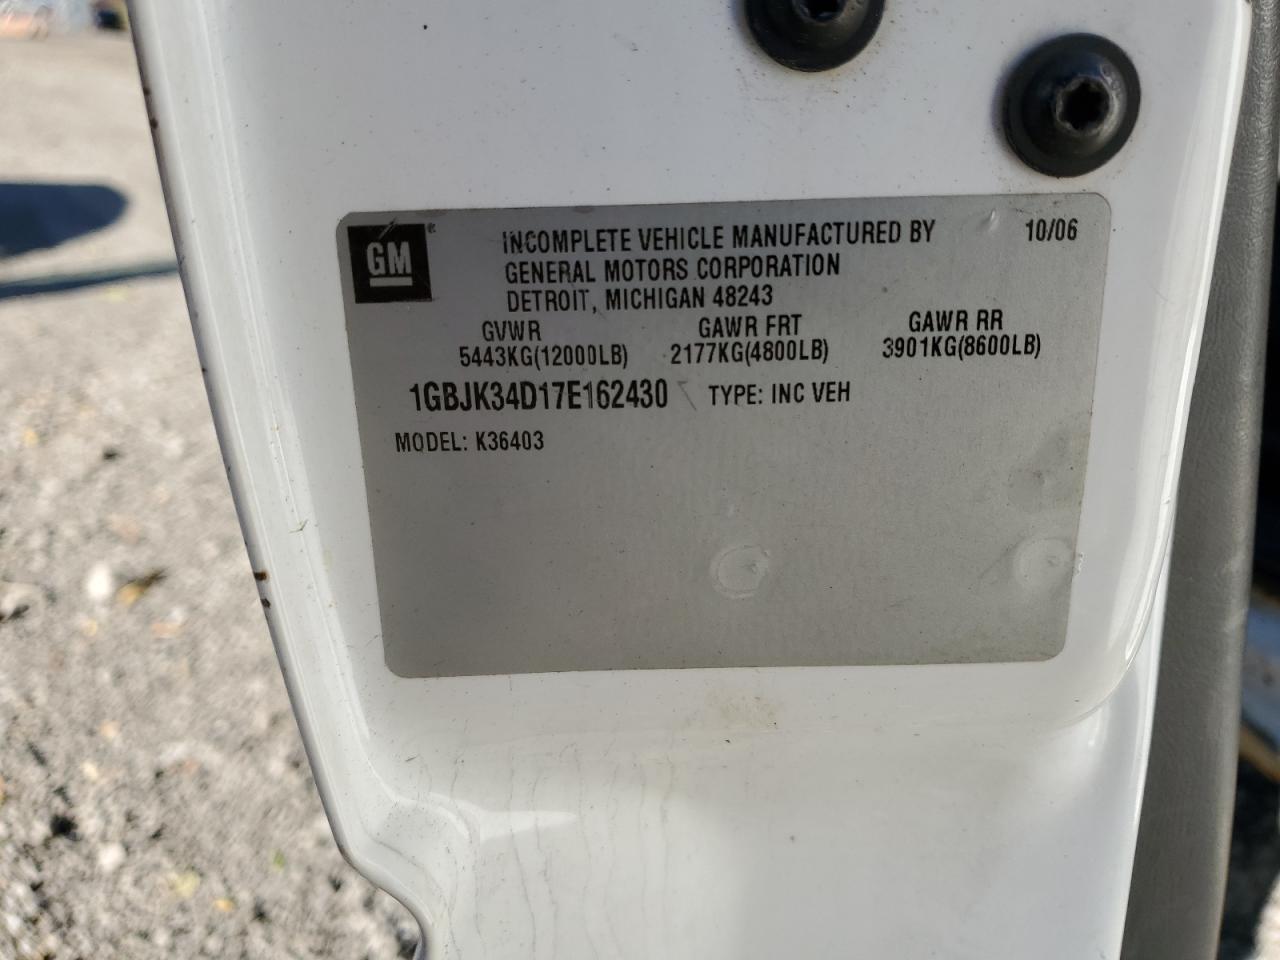 GM®
INCOMPLETE VEHICLE MANUFACTURED BY 10/06
GENERAL MOTORS CORPORATION
DETROIT, MICHIGAN 48243
GVWR GAWR FRT GAWR RR
5443KG(12000LB) 2177KG(4800LB) 3901KG(8600LB)
1GBJK34D17E162430 TYPE: INC VEH
MODEL: K36403